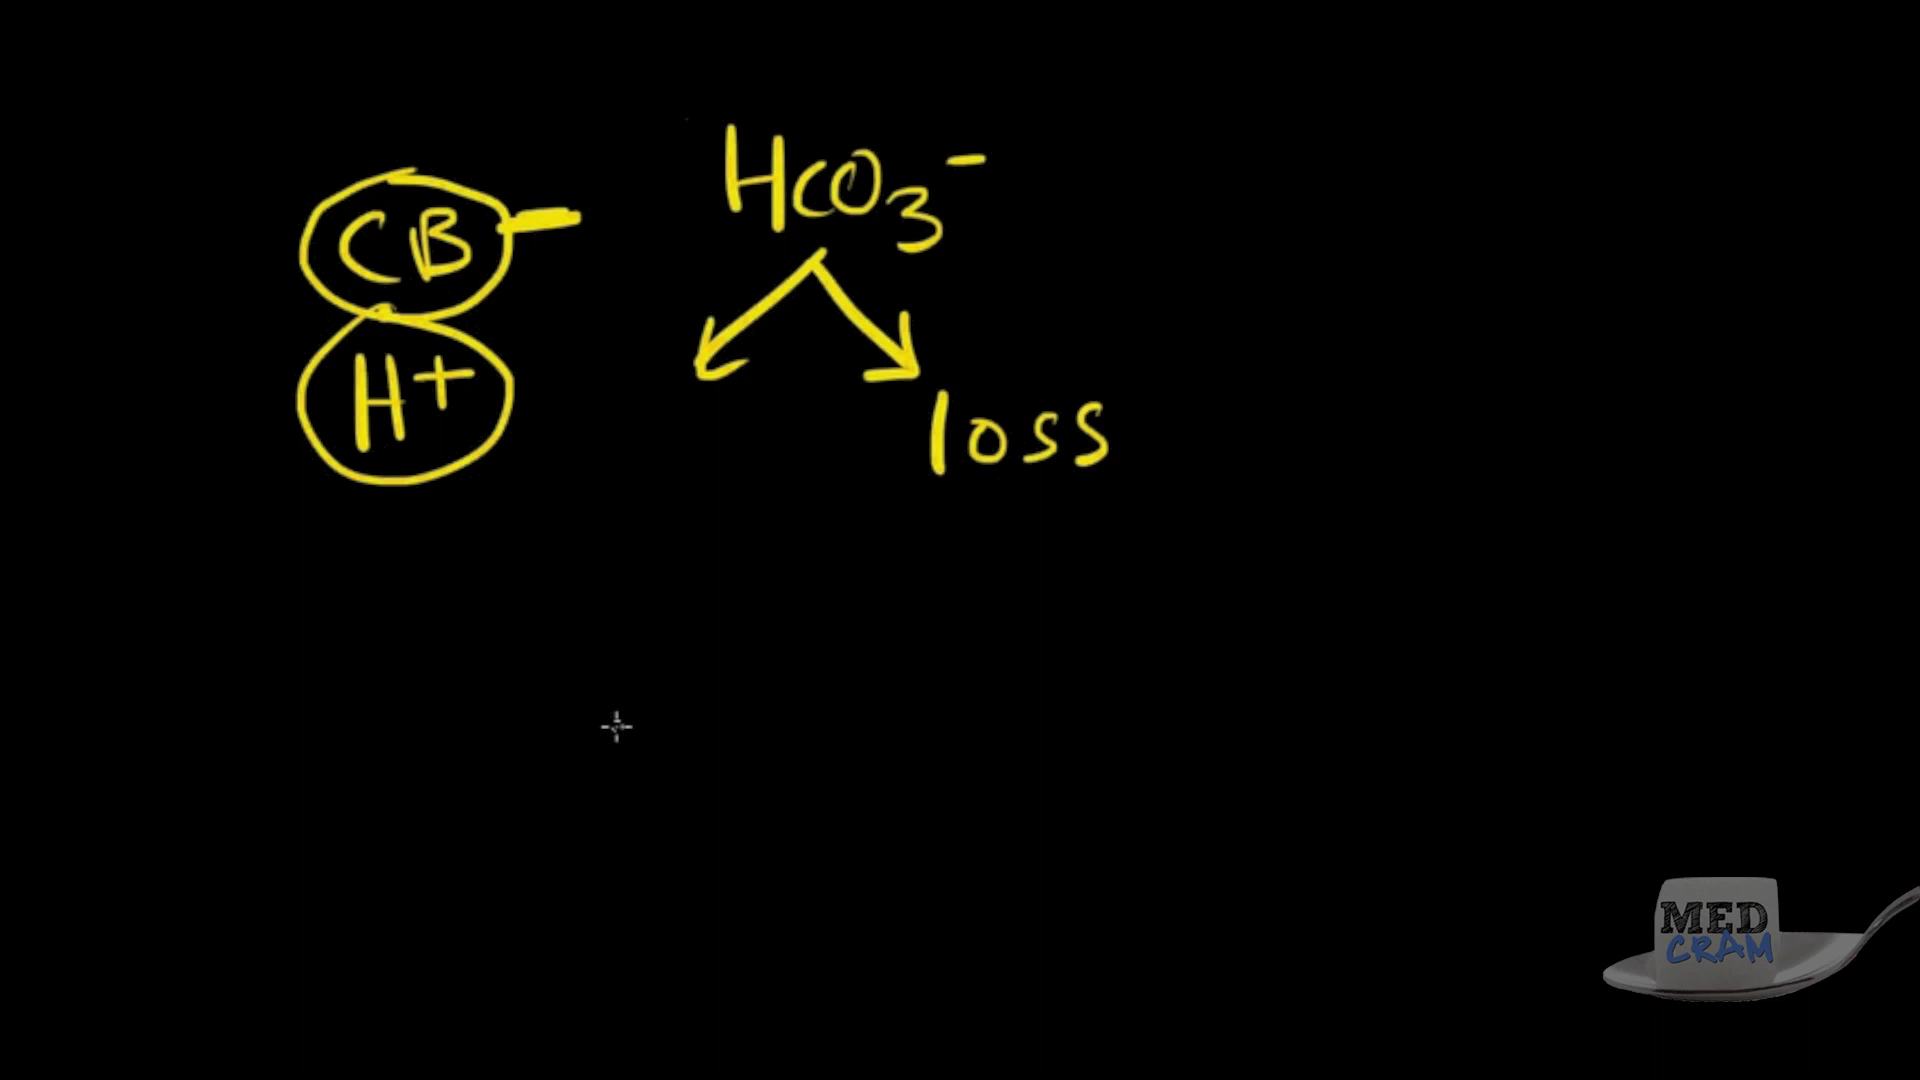 HCO3-
CB-
H+
loss
MED
CRAM